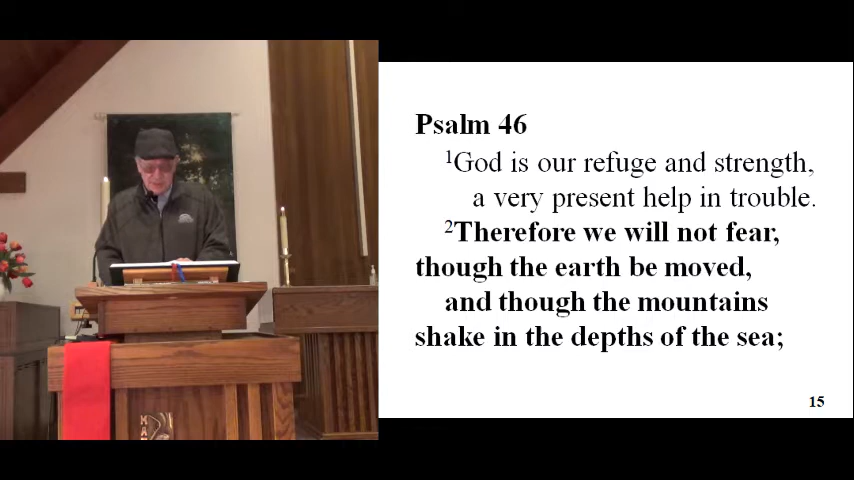 Psalm 46
¹God is our refuge and strength,
a very present help in trouble.
²Therefore we will not fear,
though the earth be moved,
and though the mountains
shake in the depths of the sea;
15